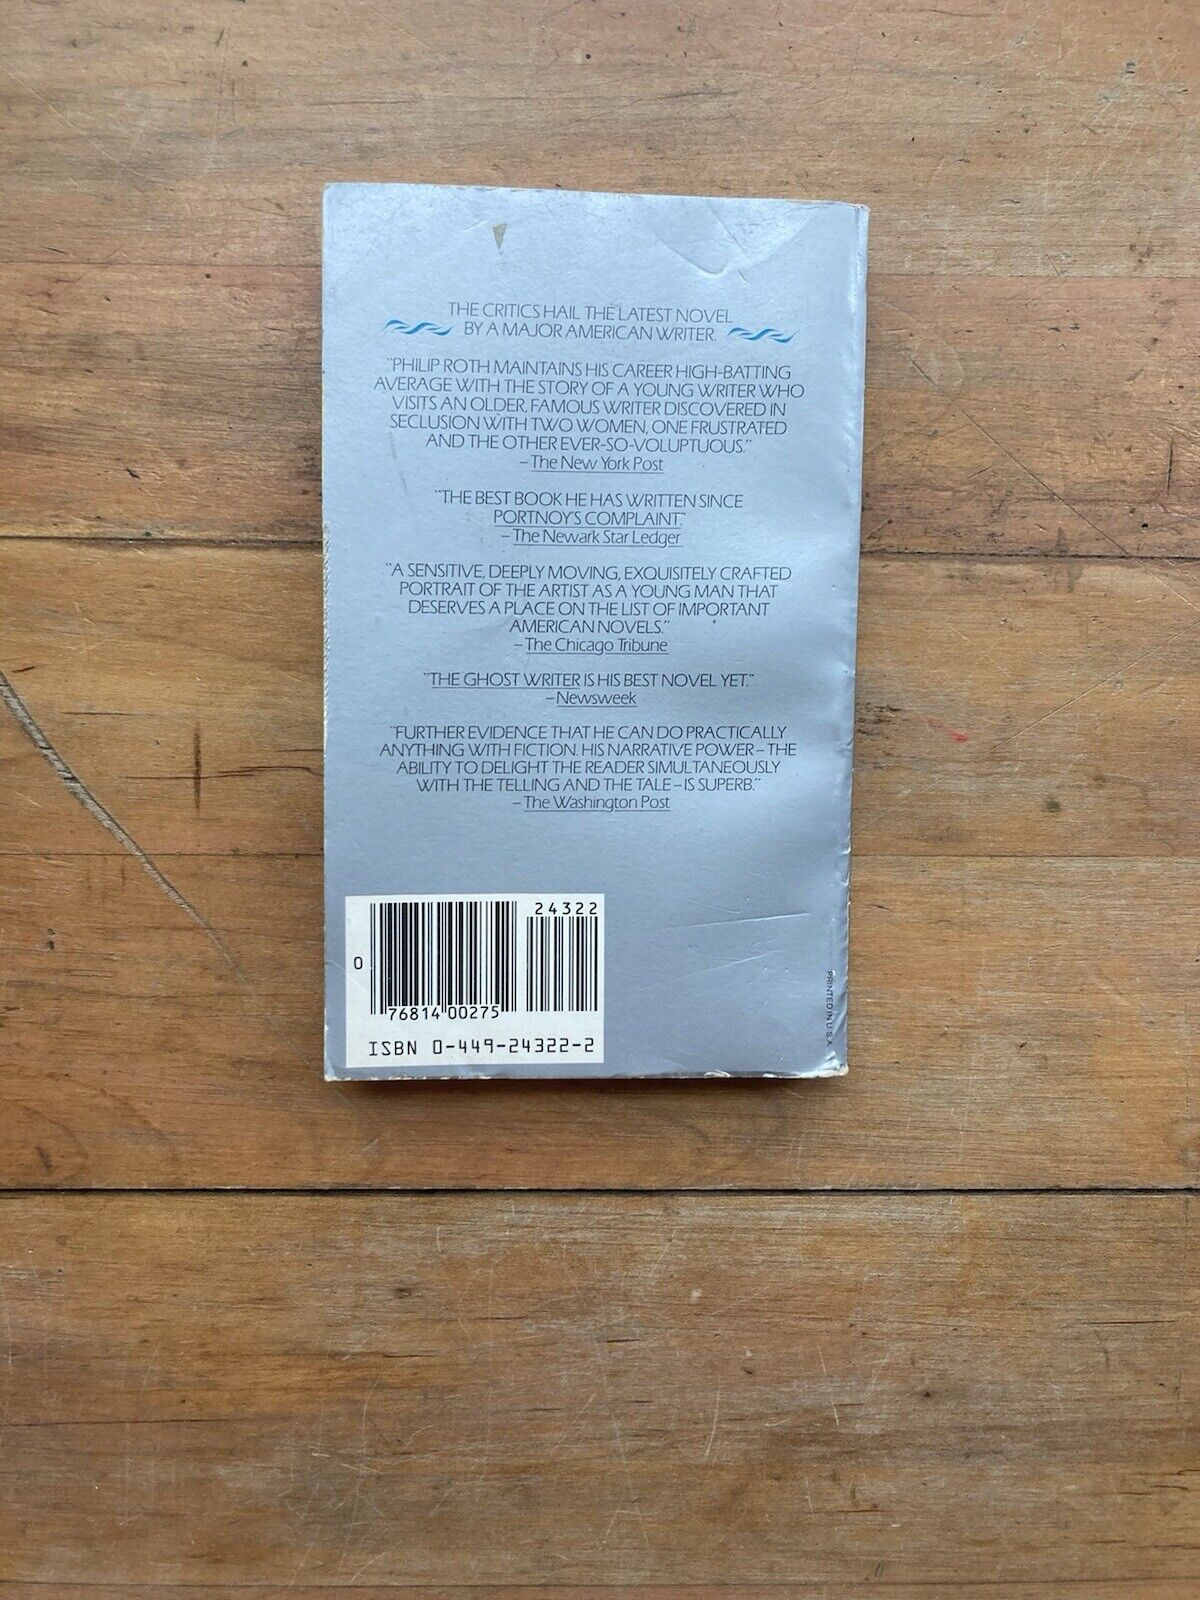 THE CRITICS HAIL THE LATEST NOVEL
BY A MAJOR AMERICAN WRITER.
"PHILIP ROTH MAINTAINS HIS CAREER HIGH-BATTING
AVERAGE WITH THE STORY OF A YOUNG WRITER WHO
VISITS AN OLDER, FAMOUS WRITER DISCOVERED IN
SECLUSION WITH TWO WOMEN, ONE FRUSTRATED
AND THE OTHER EVER-SO-VOLUPTUOUS."
– The New York Post
"THE BEST BOOK HE HAS WRITTEN SINCE
PORTNOY'S COMPLAINT."
– The Newark Star Ledger
"A SENSITIVE, DEEPLY MOVING, EXQUISITELY CRAFTED
PORTRAIT OF THE ARTIST AS A YOUNG MAN THAT
DESERVES A PLACE ON THE LIST OF IMPORTANT
AMERICAN NOVELS."
– The Chicago Tribune
"THE GHOST WRITER IS HIS BEST NOVEL YET."
– Newsweek
"FURTHER EVIDENCE THAT HE CAN DO PRACTICALLY
ANYTHING WITH FICTION. HIS NARRATIVE POWER – THE
ABILITY TO DELIGHT THE READER SIMULTANEOUSLY
WITH THE TELLING AND THE TALE – IS SUPERB."
– The Washington Post
24322
0
76814 00275
ISBN 0-449-24322-2
PRINTED IN U.S.A.